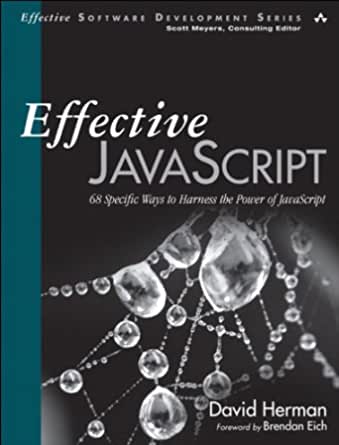 Effective Software Development Series
Scott Meyers, Consulting Editor
Effective
JAVASCRIPT
68 Specific Ways to Harness the Power of JavaScript
David Herman
Foreword by Brendan Eich